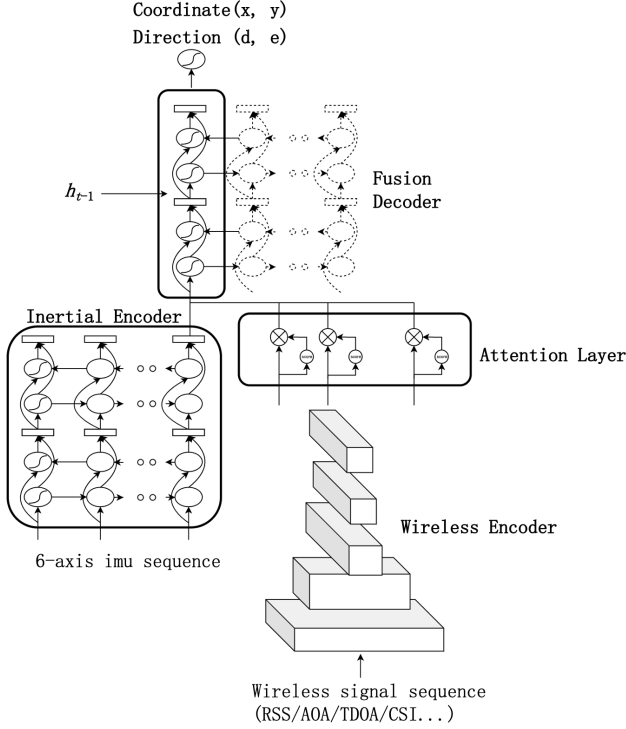 Coordinate(x, y)
Direction (d, e)
h_{t-1}
Fusion
Decoder
Inertial Encoder
Attention Layer
Wireless Encoder
6-axis imu sequence
Wireless signal sequence
(RSS/AOA/TDOA/CSI...)